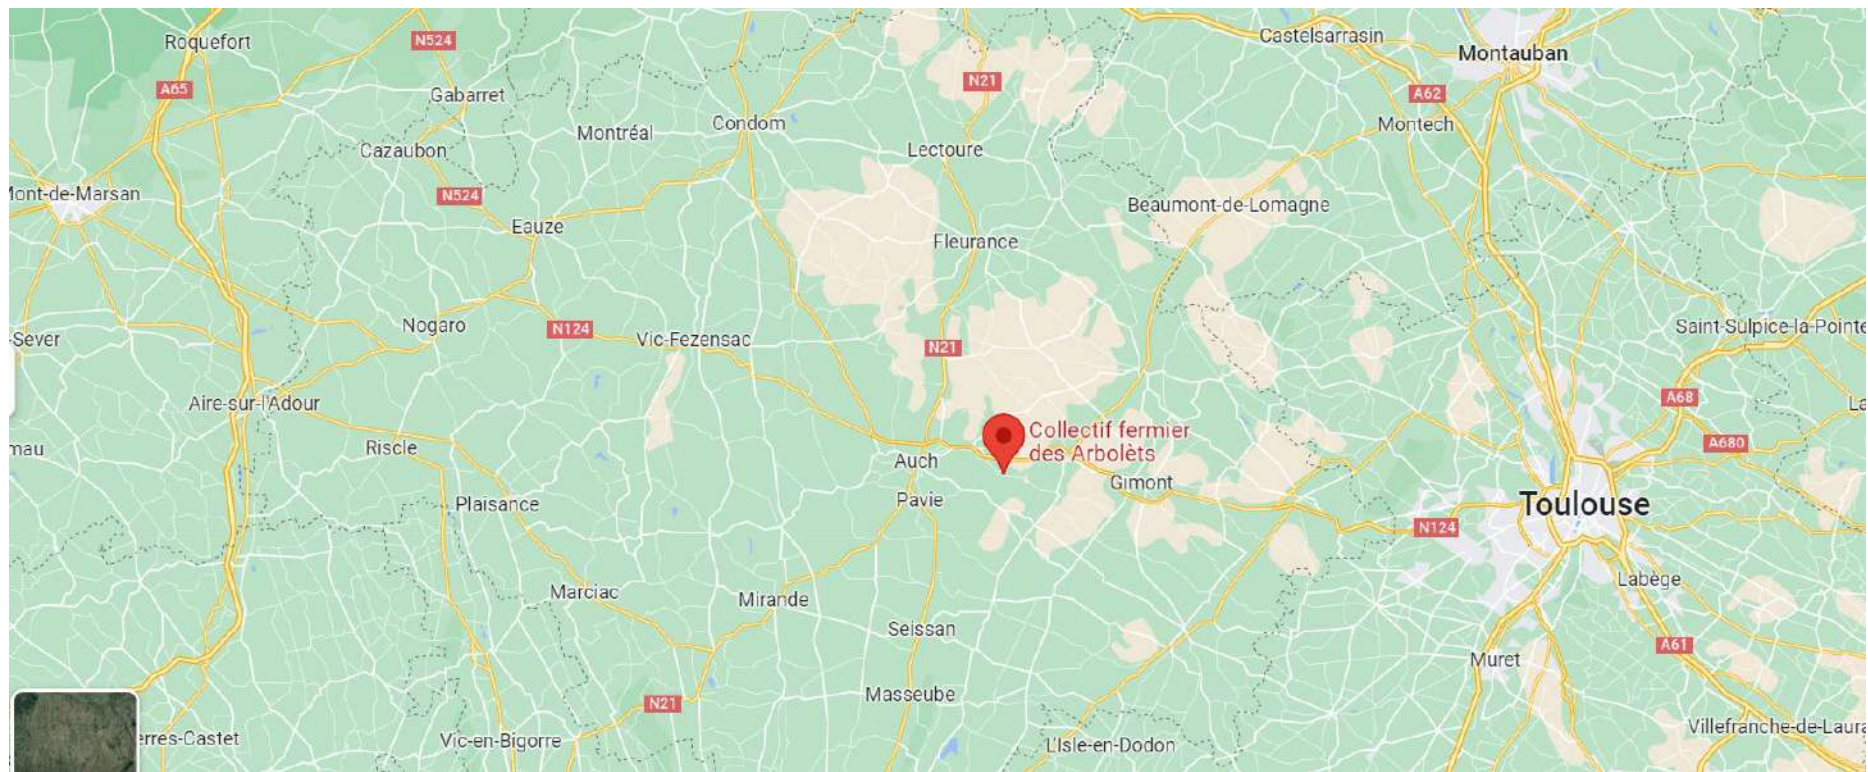 Roquefort
N524
N21
Castelsarrasin
Montauban
A65
Gabarret
A62
Montréal
Condom
Montech
Cazaubon
Lectoure
Mont-de-Marsan
N524
Beaumont-de-Lomagne
Eauze
Fleurance
Nogaro
N124
Vic-Fezensac
N21
Saint-Sulpice-la-Pointe
-Sever
Aire-sur-l'Adour
A68
La
Collectif fermier
des Arbolèts
Riscle
mau
A680
Auch
Gimont
Pavie
Plaisance
Toulouse
N124
Marciac
Mirande
Labège
Seissan
A61
Muret
Masseube
N21
Villefranche-de-Laura
erres-Castet
Vic-en-Bigorre
L'Isle-en-Dodon